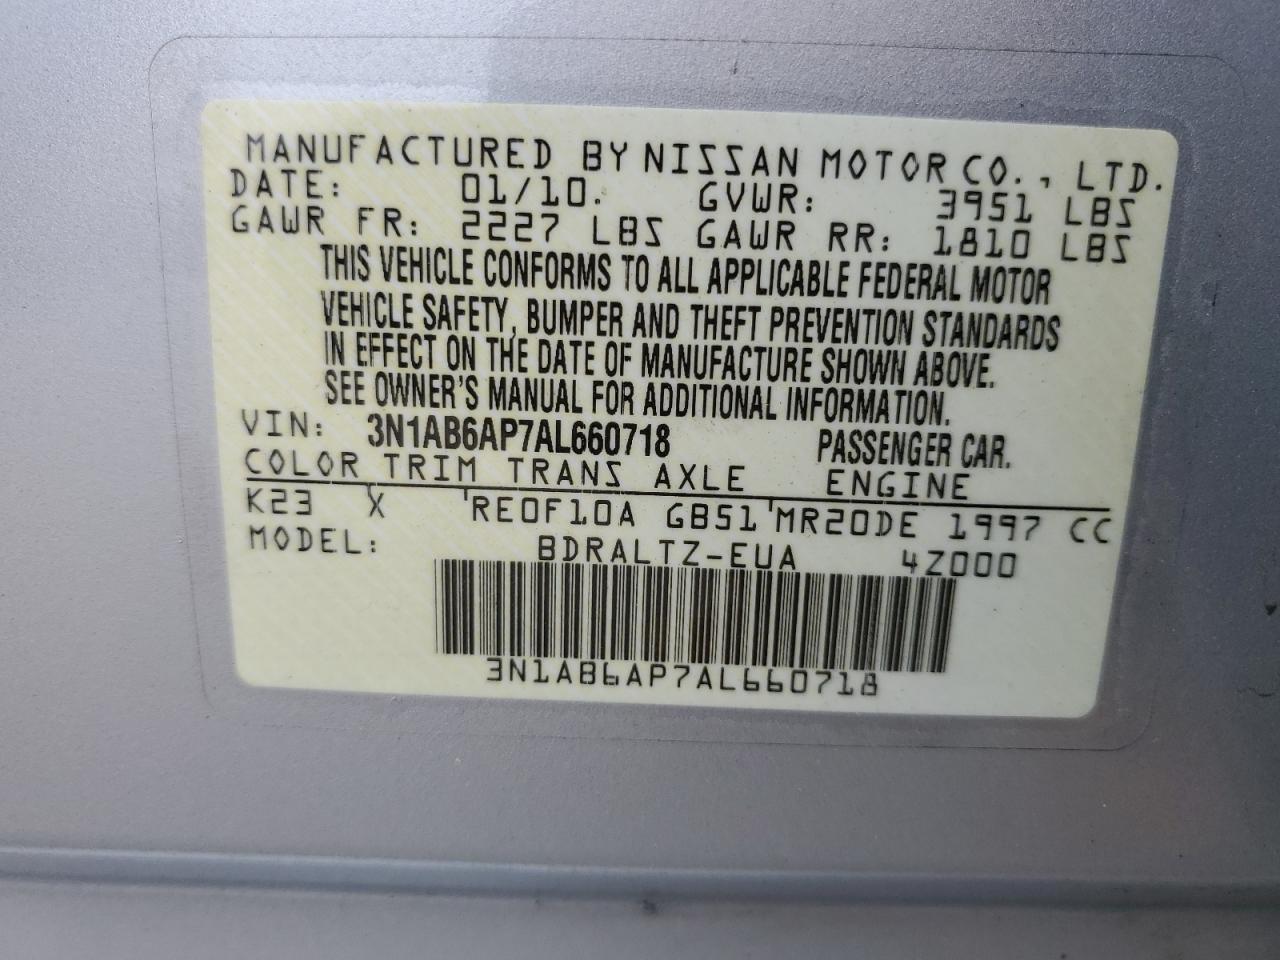 MANUFACTURED BY NISSAN MOTOR CO., LTD.
DATE: 01/10. GVWR: 3951 LBS
GAWR FR: 2227 LBS GAWR RR: 1810 LBS
THIS VEHICLE CONFORMS TO ALL APPLICABLE FEDERAL MOTOR
VEHICLE SAFETY, BUMPER AND THEFT PREVENTION STANDARDS
IN EFFECT ON THE DATE OF MANUFACTURE SHOWN ABOVE.
SEE OWNER'S MANUAL FOR ADDITIONAL INFORMATION.
VIN: 3N1AB6AP7AL660718 PASSENGER CAR.
COLOR TRIM TRANS AXLE ENGINE
K23 X RE0F10A GB51 MR20DE 1997 CC
MODEL: BDRALTZ-EUA 4Z000
3N1AB6AP7AL660718